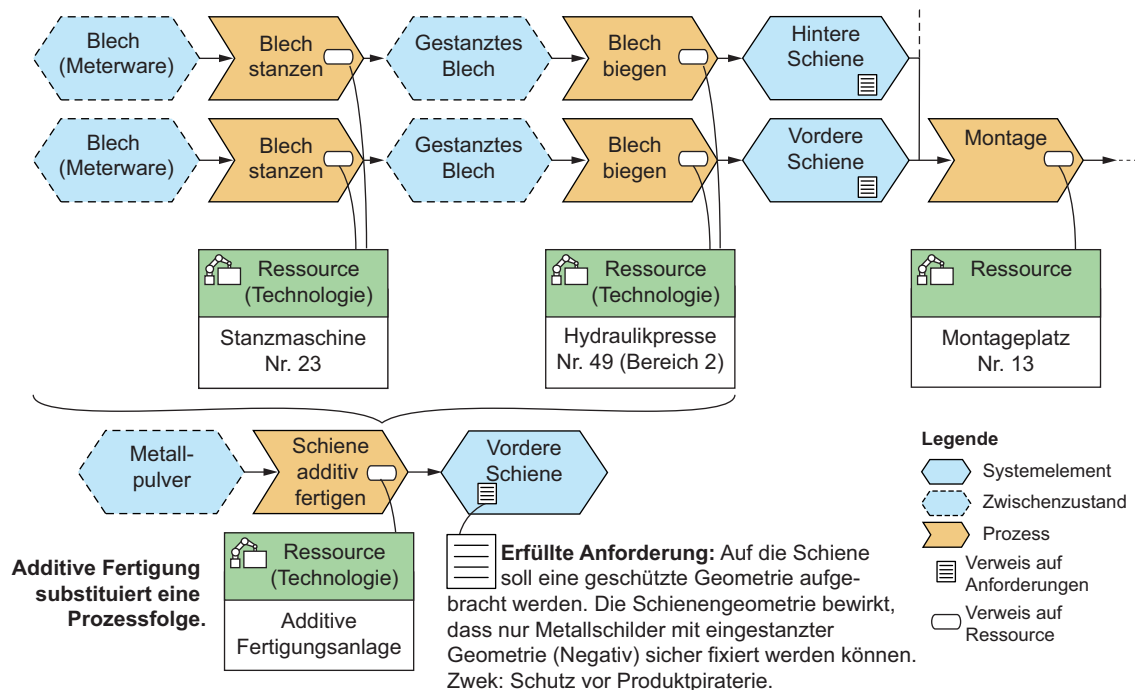 Blech
(Meterware)
Blech
stanzen
Gestanztes
Blech
Blech
biegen
Hintere
Schiene
Blech
(Meterware)
Blech
stanzen
Gestanztes
Blech
Blech
biegen
Vordere
Schiene
Montage
Ressource
(Technologie)
Stanzmaschine
Nr. 23
Ressource
(Technologie)
Hydraulikpresse
Nr. 49 (Bereich 2)
Ressource
Montageplatz
Nr. 13
Metall-
pulver
Schiene
additiv
fertigen
Vordere
Schiene
Additive Fertigung
substituiert eine
Prozessfolge.
Ressource
(Technologie)
Additive
Fertigungsanlage
Erfüllte Anforderung: Auf die Schiene
soll eine geschützte Geometrie aufge-
bracht werden. Die Schienengeometrie bewirkt,
dass nur Metallschilder mit eingestanzter
Geometrie (Negativ) sicher fixiert werden können.
Zwek: Schutz vor Produktpiraterie.
Legende
Systemelement
Zwischenzustand
Prozess
Verweis auf
Anforderungen
Verweis auf
Ressource